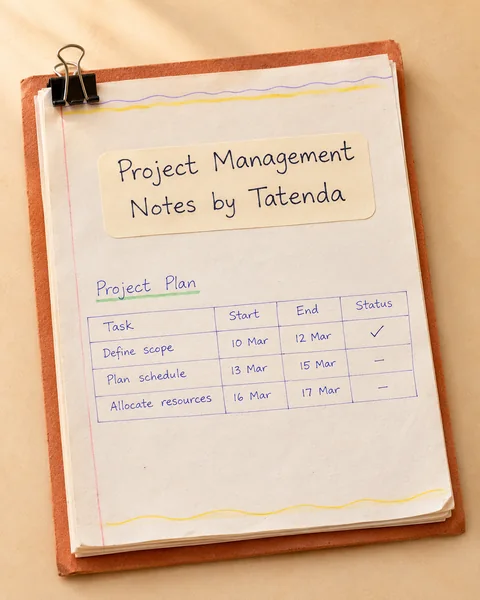 Project Management
Notes by Tatenda
Project Plan
Task Start End Status
Define scope 10 Mar 12 Mar ✓
Plan schedule 13 Mar 15 Mar –
Allocate resources 16 Mar 17 Mar –